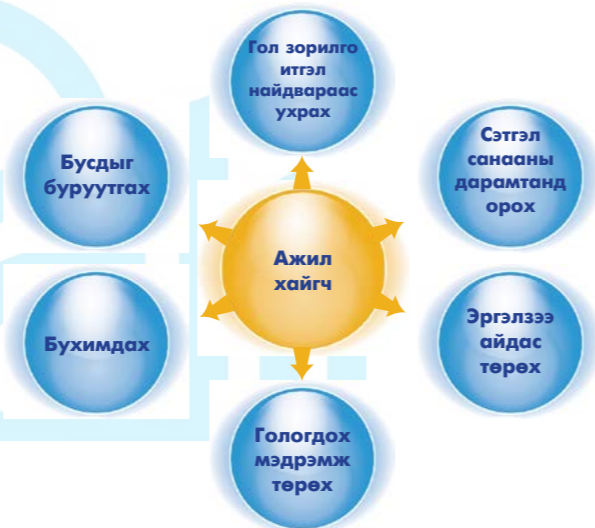 Гол зорилго
итгэл
найдвараас
ухрах
Бусдыг
буруутгах
Сэтгэл
санааны
дарамтанд
орох
Ажил
хайгч
Бухимдах
Эргэлзээ
айдас
төрөх
Гологдох
мэдрэмж
төрөх